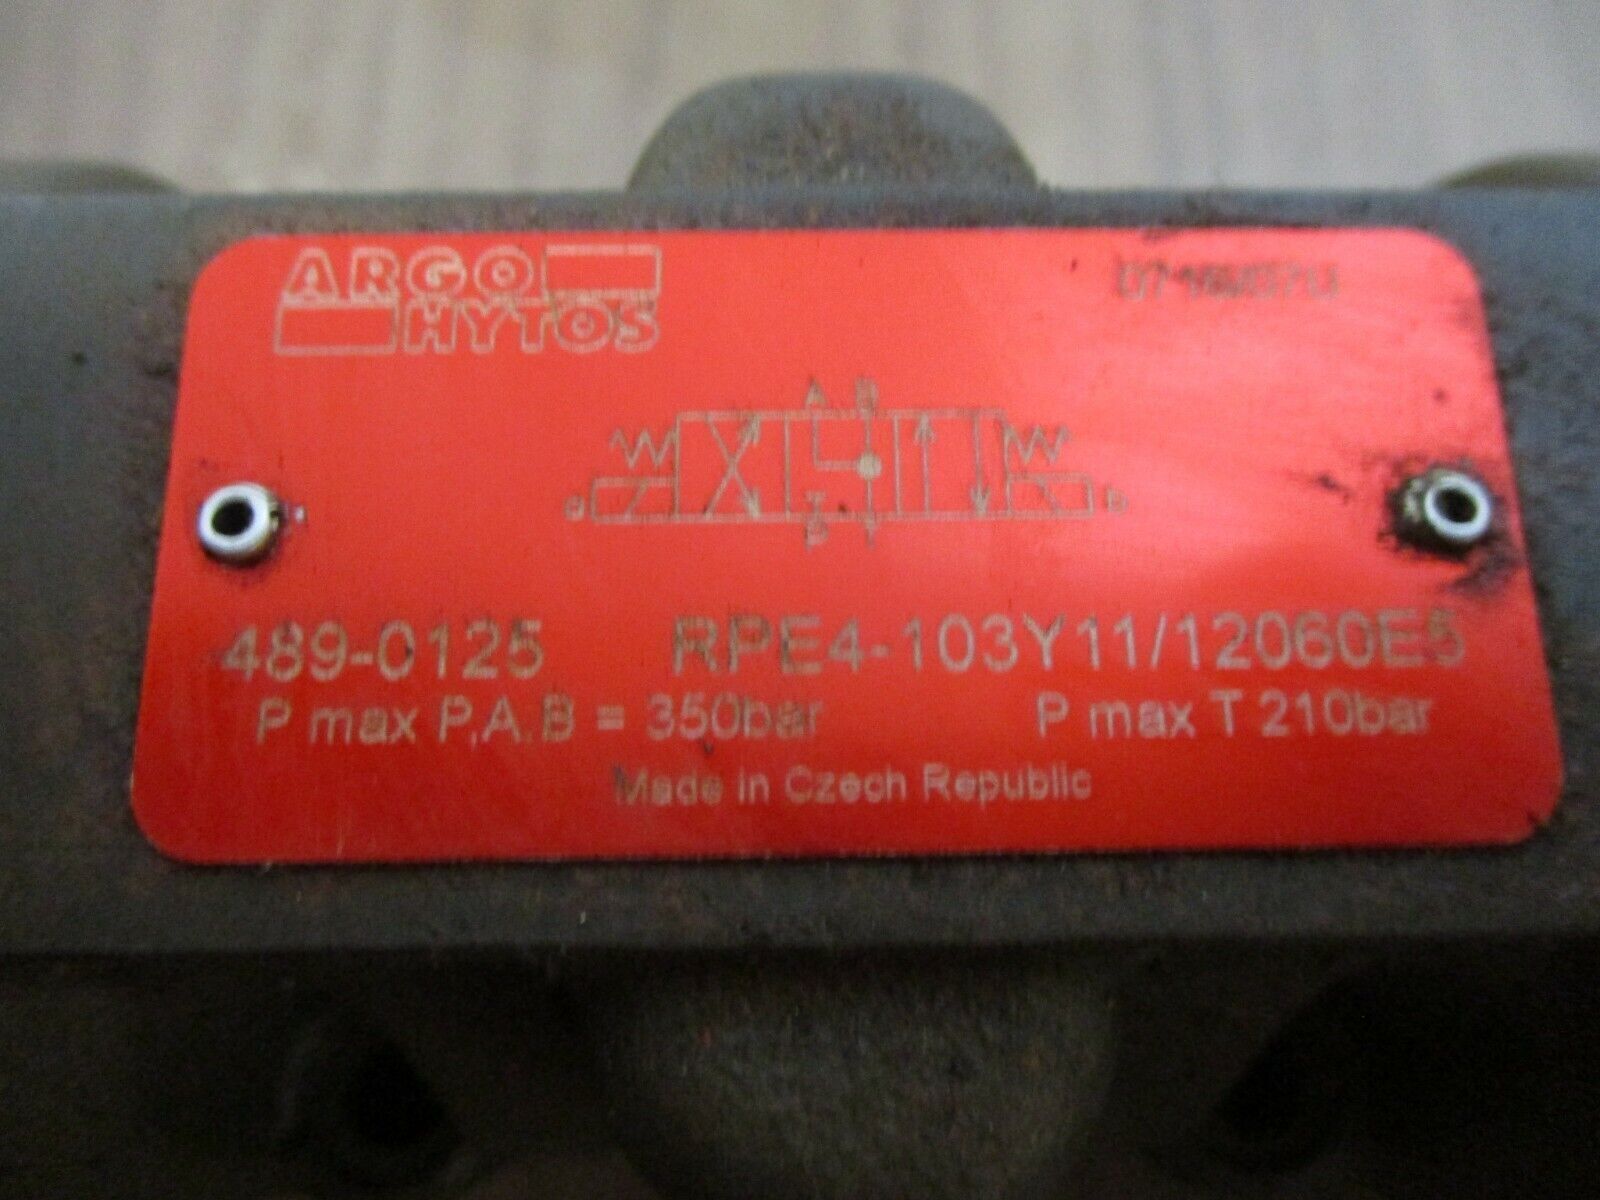 ARGO
HYTOS
A B
a b
P T
489-0125 RPE4-103Y11/12060E5
P max P,A,B = 350bar P max T 210bar
Made in Czech Republic